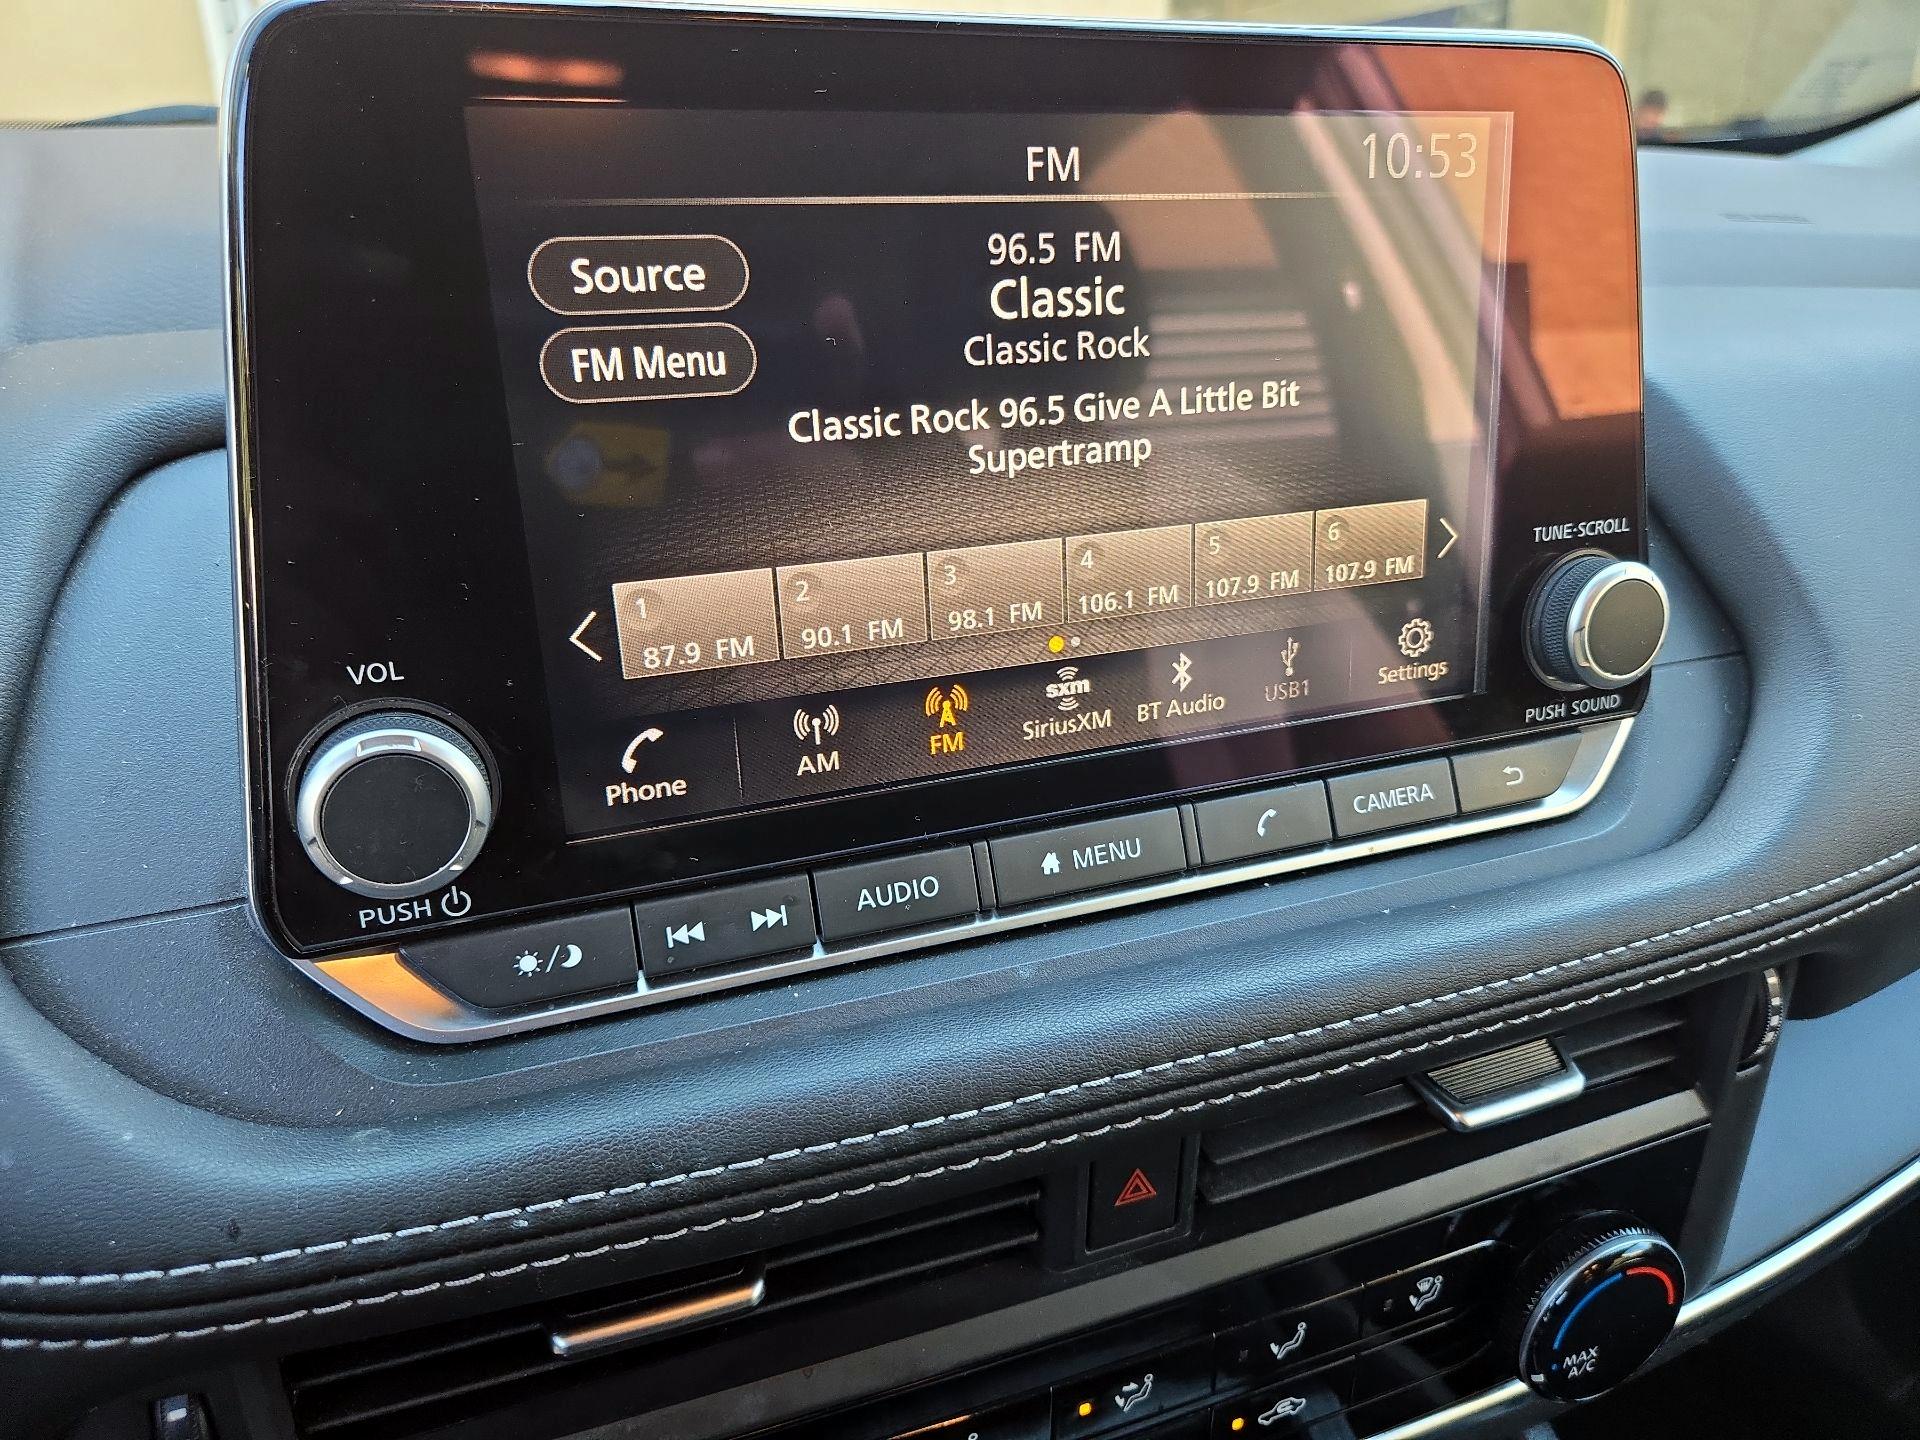 FM
10:53
Source
FM Menu
96.5 FM
Classic
Classic Rock
Classic Rock 96.5 Give A Little Bit
Supertramp
1
87.9 FM
2
90.1 FM
3
98.1 FM
4
106.1 FM
5
107.9 FM
6
107.9 FM
Phone
AM
FM
sxm
SiriusXM
BT Audio
USB1
Settings
VOL
PUSH
TUNE·SCROLL
PUSH SOUND
AUDIO
MENU
CAMERA
MAX
A/C